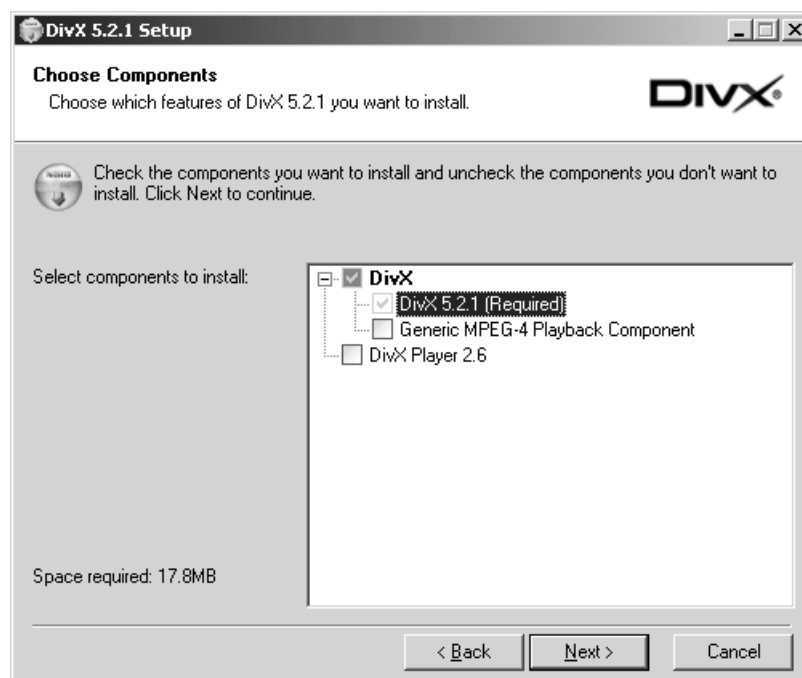 DivX 5.2.1 Setup
Choose Components
Choose which features of DivX 5.2.1 you want to install.
DIVX®
Check the components you want to install and uncheck the components you don't want to
install. Click Next to continue.
Select components to install:
DivX
DivX 5.2.1 (Required)
Generic MPEG-4 Playback Component
DivX Player 2.6
Space required: 17.8MB
< Back
Next >
Cancel